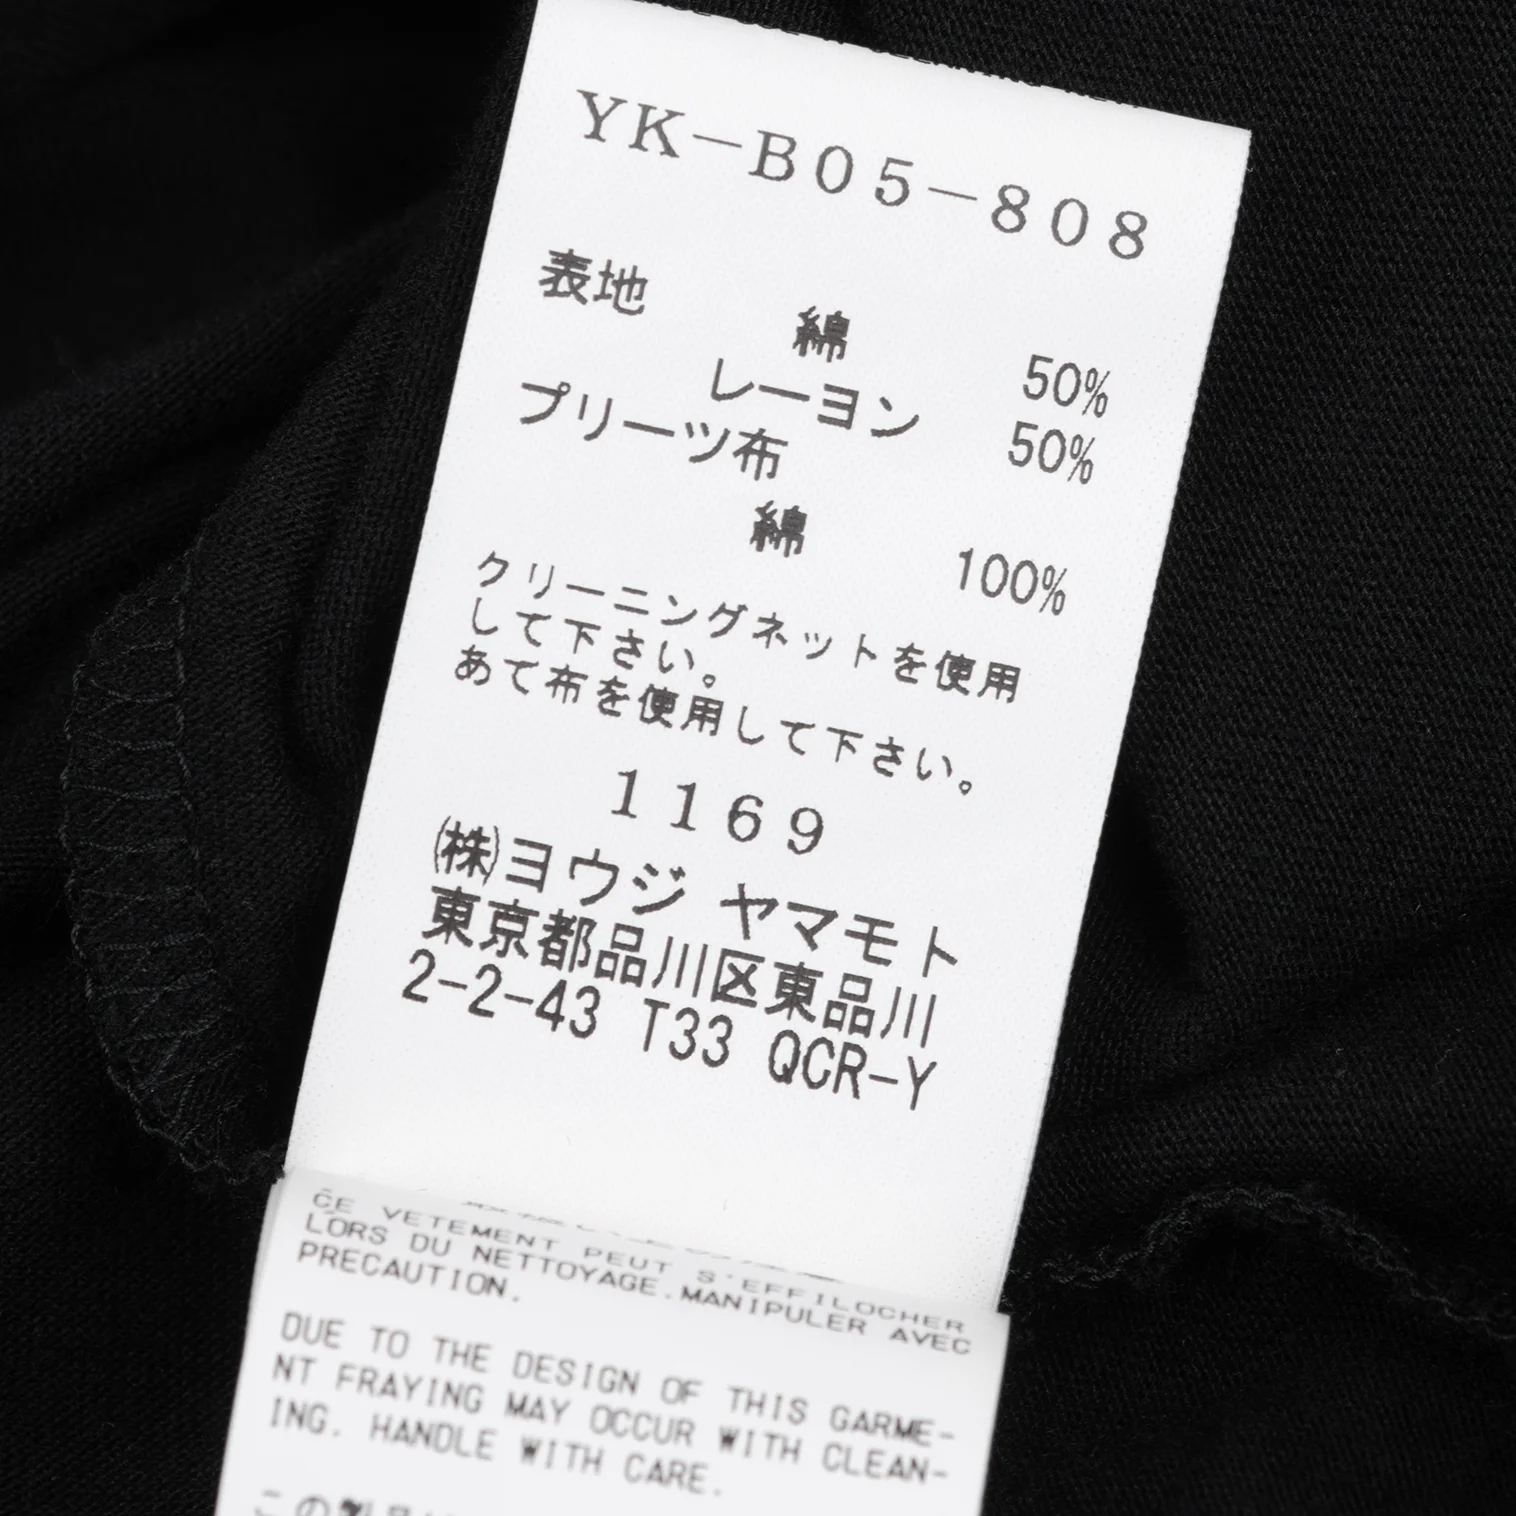 YK-B05-808
表地
綿 50%
レーヨン 50%
プリーツ布
綿 100%
クリーニングネットを使用
して下さい。
あて布を使用して下さい。
1169
(株)ヨウジ ヤマモト
東京都品川区東品川
2-2-43 T33 QCR-Y
CE VETEMENT PEUT S'EFFILOCHER
LORS DU NETTOYAGE.MANIPULER AVEC
PRECAUTION.
DUE TO THE DESIGN OF THIS GARME-
NT FRAYING MAY OCCUR WITH CLEAN-
ING. HANDLE WITH CARE.
この製品は